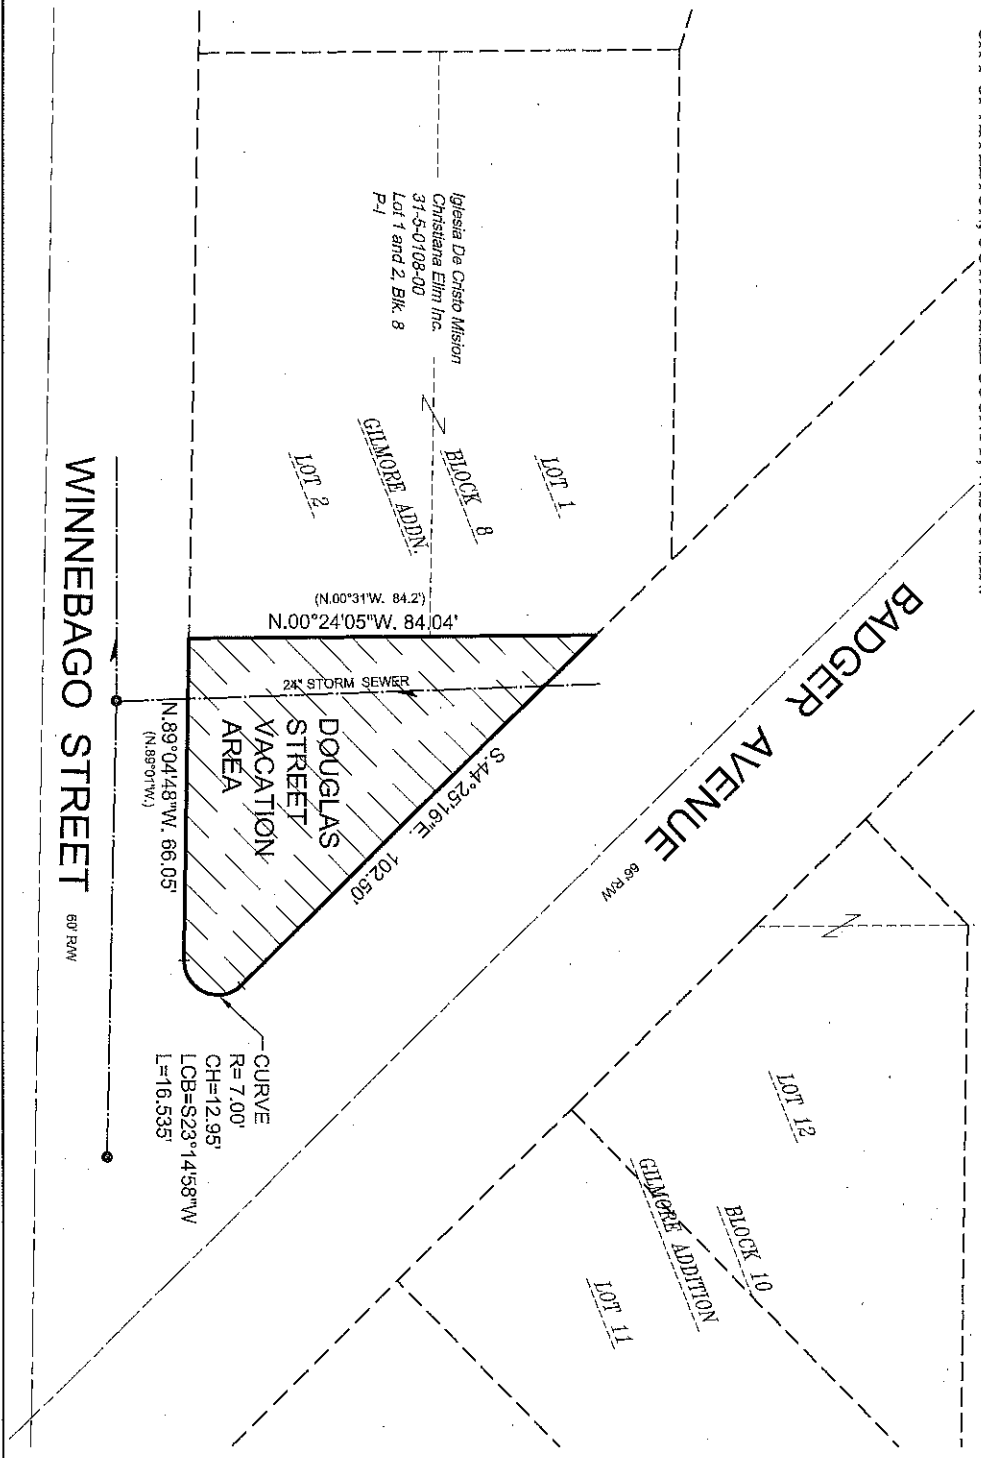 BADGER AVENUE
66' R/W
Iglesia De Cristo Mision
Christiana Elim Inc.
31-5-0108-00
Lot 1 and 2, Blk. 8
P-I
LOT 1
BLOCK 8
GILMORE ADDN.
LOT 2
(N.00°31'W. 84.2')
N.00°24'05"W. 84.04'
24" STORM SEWER
DOUGLAS
STREET
VACATION
AREA
S.44°25'16"E. 102.50'
N.89°04'48"W. 66.05'
(N.89°01'W.)
CURVE
R= 7.00'
CH=12.95'
LCB=S23°14'58"W
L=16.535'
LOT 12
BLOCK 10
GILMORE ADDITION
LOT 11
WINNEBAGO STREET
60' R/W